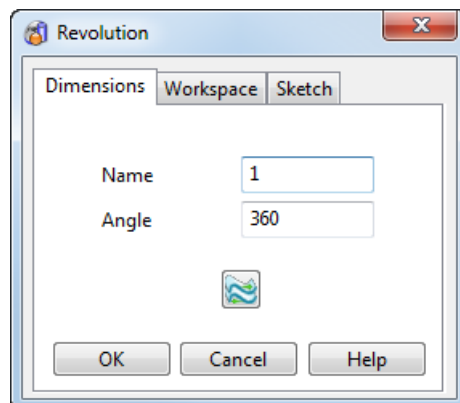 Revolution
Dimensions Workspace Sketch
Name 1
Angle 360
OK Cancel Help